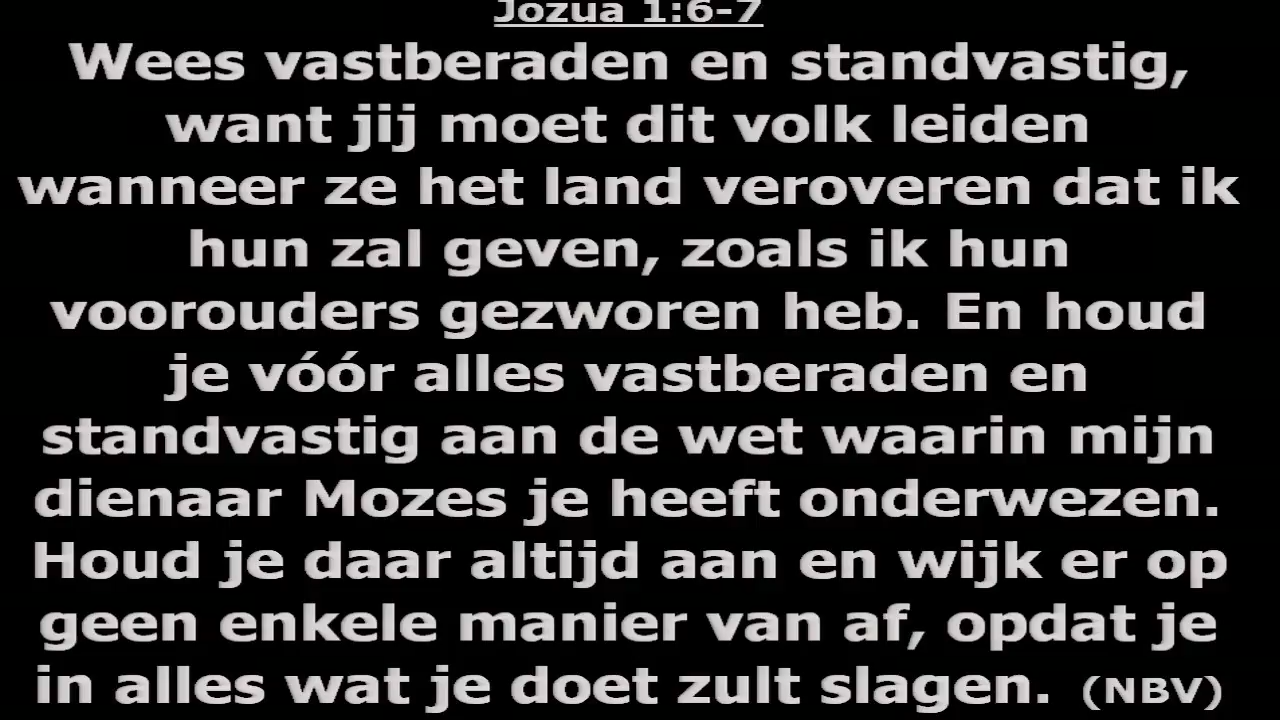 Jozua 1:6-7
Wees vastberaden en standvastig,
want jij moet dit volk leiden
wanneer ze het land veroveren dat ik
hun zal geven, zoals ik hun
voorouders gezworen heb. En houd
je vóór alles vastberaden en
standvastig aan de wet waarin mijn
dienaar Mozes je heeft onderwezen.
Houd je daar altijd aan en wijk er op
geen enkele manier van af, opdat je
in alles wat je doet zult slagen. (NBV)